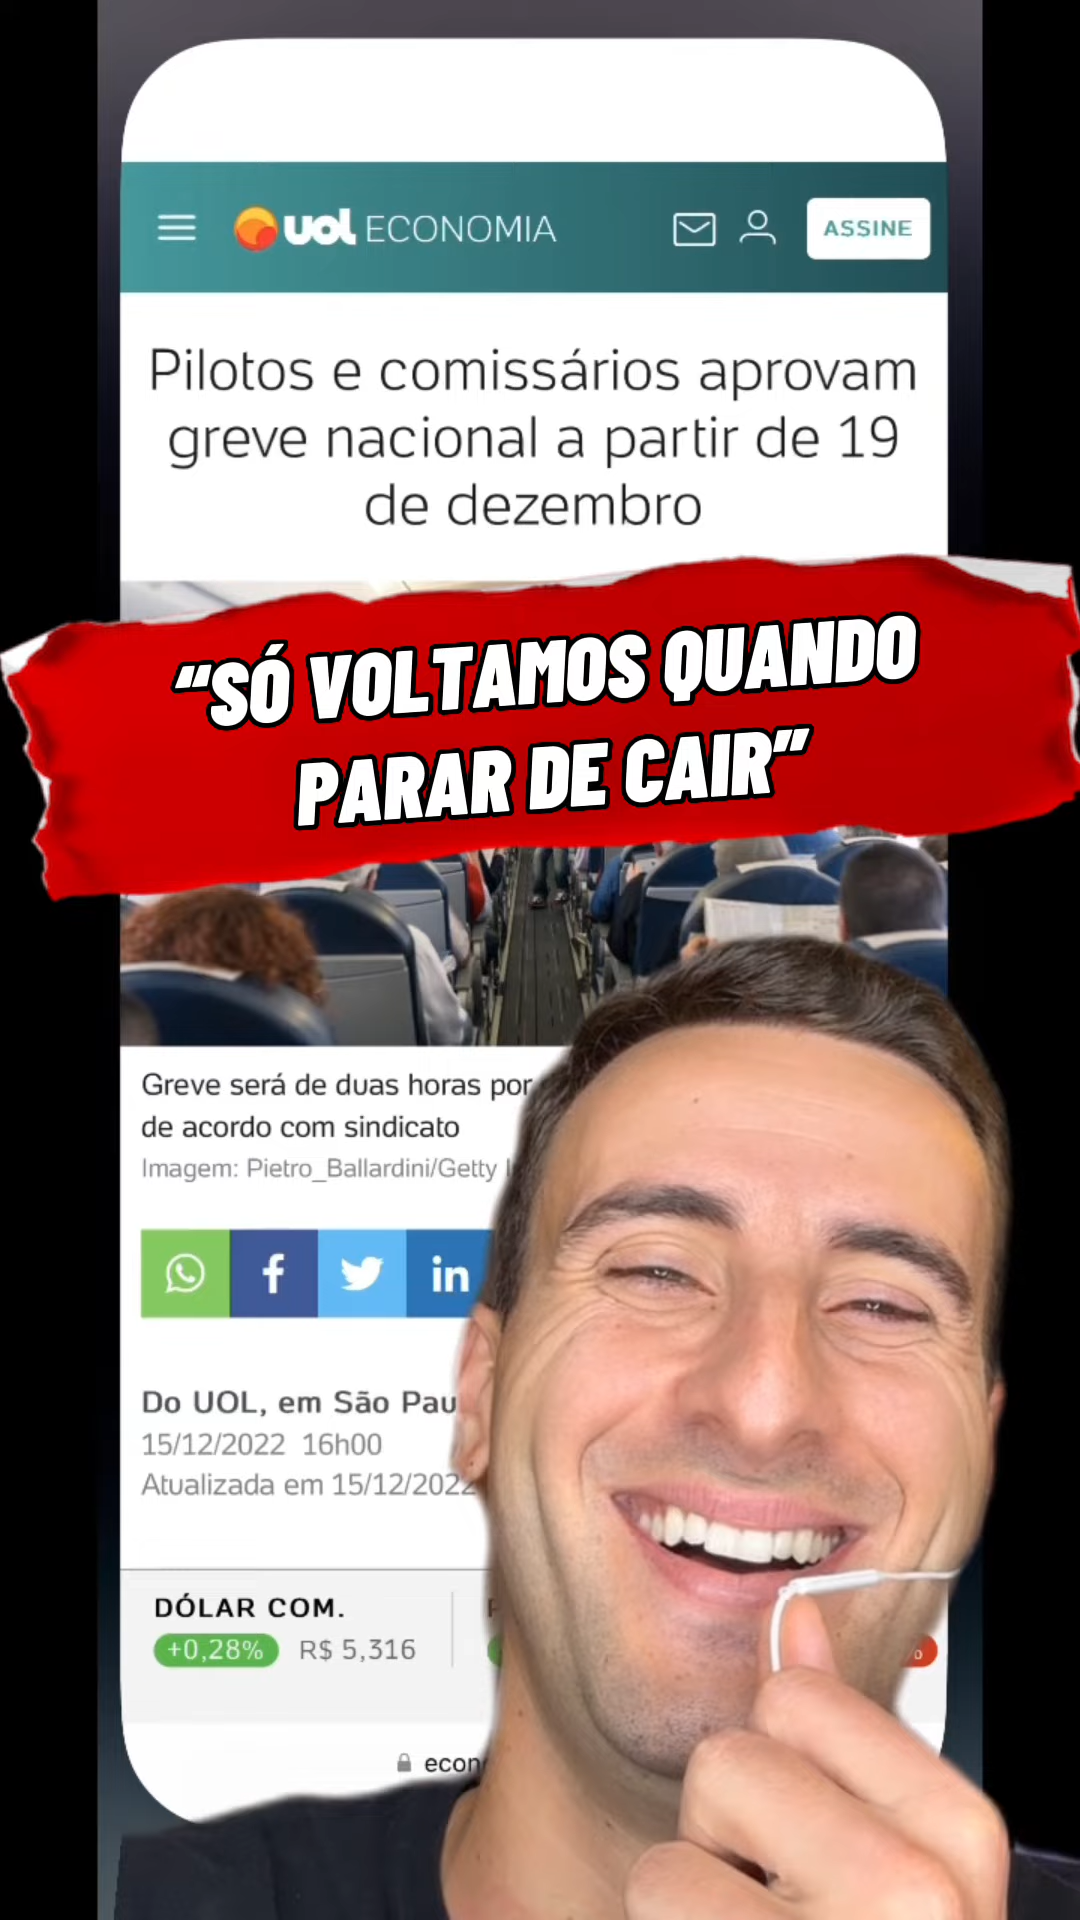 uol ECONOMIA
ASSINE
Pilotos e comissários aprovam
greve nacional a partir de 19
de dezembro
“SÓ VOLTAMOS QUANDO
PARAR DE CAIR”
Greve será de duas horas por
de acordo com sindicato
Imagem: Pietro_Ballardini/Getty
Do UOL, em São
15/12/2022 16h00
Atualizada em 15/12/2022
DÓLAR COM.
+0,28% R$ 5,316